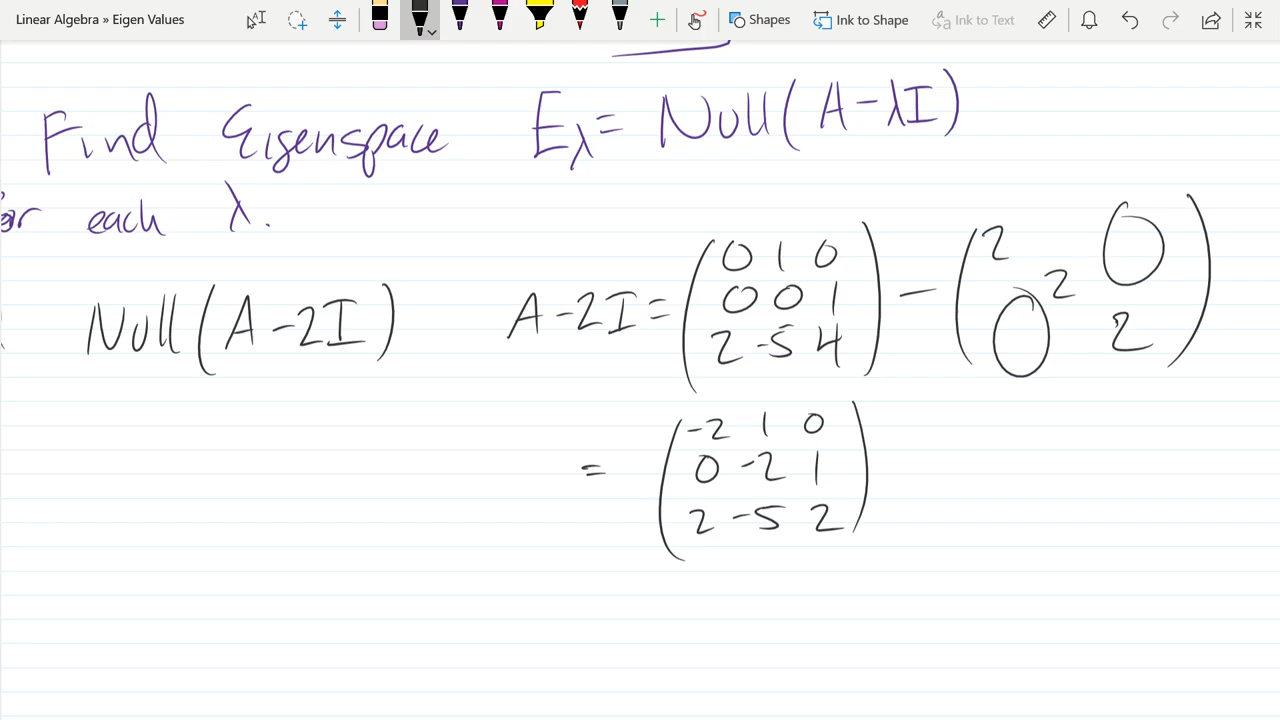 Linear Algebra » Eigen Values
Shapes
Ink to Shape
Ink to Text
Find Eigenspace Eλ = Null(A-λI)
for each λ.
Null(A-2I) A-2I = (0 1 0 - (2 0
0 0 1 2
2 -5 4) 0 2)
= (-2 1 0
0 -2 1
2 -5 2)